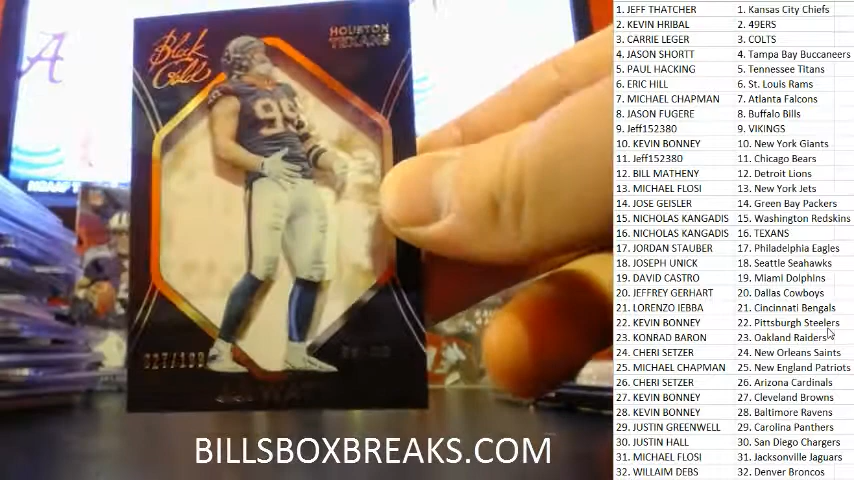 Black
Gold
HOUSTON
TEXANS
99
BILLSBOXBREAKS.COM
1. JEFF THATCHER 1. Kansas City Chiefs
2. KEVIN HRIBAL 2. 49ERS
3. CARRIE LEGER 3. COLTS
4. JASON SHORTT 4. Tampa Bay Buccaneers
5. PAUL HACKING 5. Tennessee Titans
6. ERIC HILL 6. St. Louis Rams
7. MICHAEL CHAPMAN 7. Atlanta Falcons
8. JASON FUGERE 8. Buffalo Bills
9. Jeff152380 9. VIKINGS
10. KEVIN BONNEY 10. New York Giants
11. Jeff152380 11. Chicago Bears
12. BILL MATHENY 12. Detroit Lions
13. MICHAEL FLOSI 13. New York Jets
14. JOSE GEISLER 14. Green Bay Packers
15. NICHOLAS KANGADIS 15. Washington Redskins
16. NICHOLAS KANGADIS 16. TEXANS
17. JORDAN STAUBER 17. Philadelphia Eagles
18. JOSEPH UNICK 18. Seattle Seahawks
19. DAVID CASTRO 19. Miami Dolphins
20. JEFFREY GERHART 20. Dallas Cowboys
21. LORENZO IEBBA 21. Cincinnati Bengals
22. KEVIN BONNEY 22. Pittsburgh Steelers
23. KONRAD BARON 23. Oakland Raiders
24. CHERI SETZER 24. New Orleans Saints
25. MICHAEL CHAPMAN 25. New England Patriots
26. CHERI SETZER 26. Arizona Cardinals
27. KEVIN BONNEY 27. Cleveland Browns
28. KEVIN BONNEY 28. Baltimore Ravens
29. JUSTIN GREENWELL 29. Carolina Panthers
30. JUSTIN HALL 30. San Diego Chargers
31. MICHAEL FLOSI 31. Jacksonville Jaguars
32. WILLAIM DEBS 32. Denver Broncos